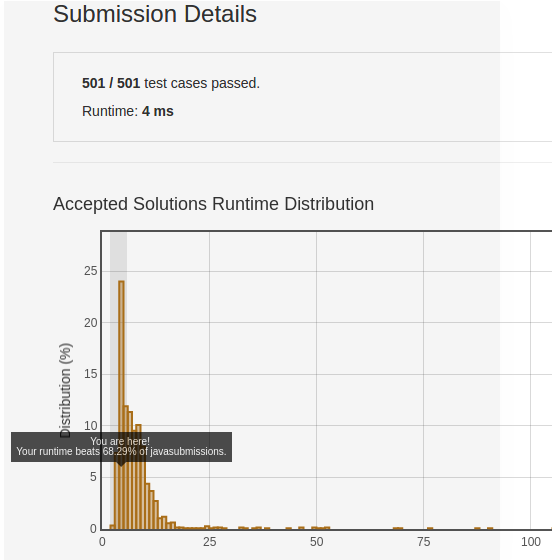 Submission Details
501 / 501 test cases passed.
Runtime: 4 ms
Accepted Solutions Runtime Distribution
25
20
15
10
5
0
Distribution (%)
You are here!
Your runtime beats 68.29% of javasubmissions.
0 25 50 75 100